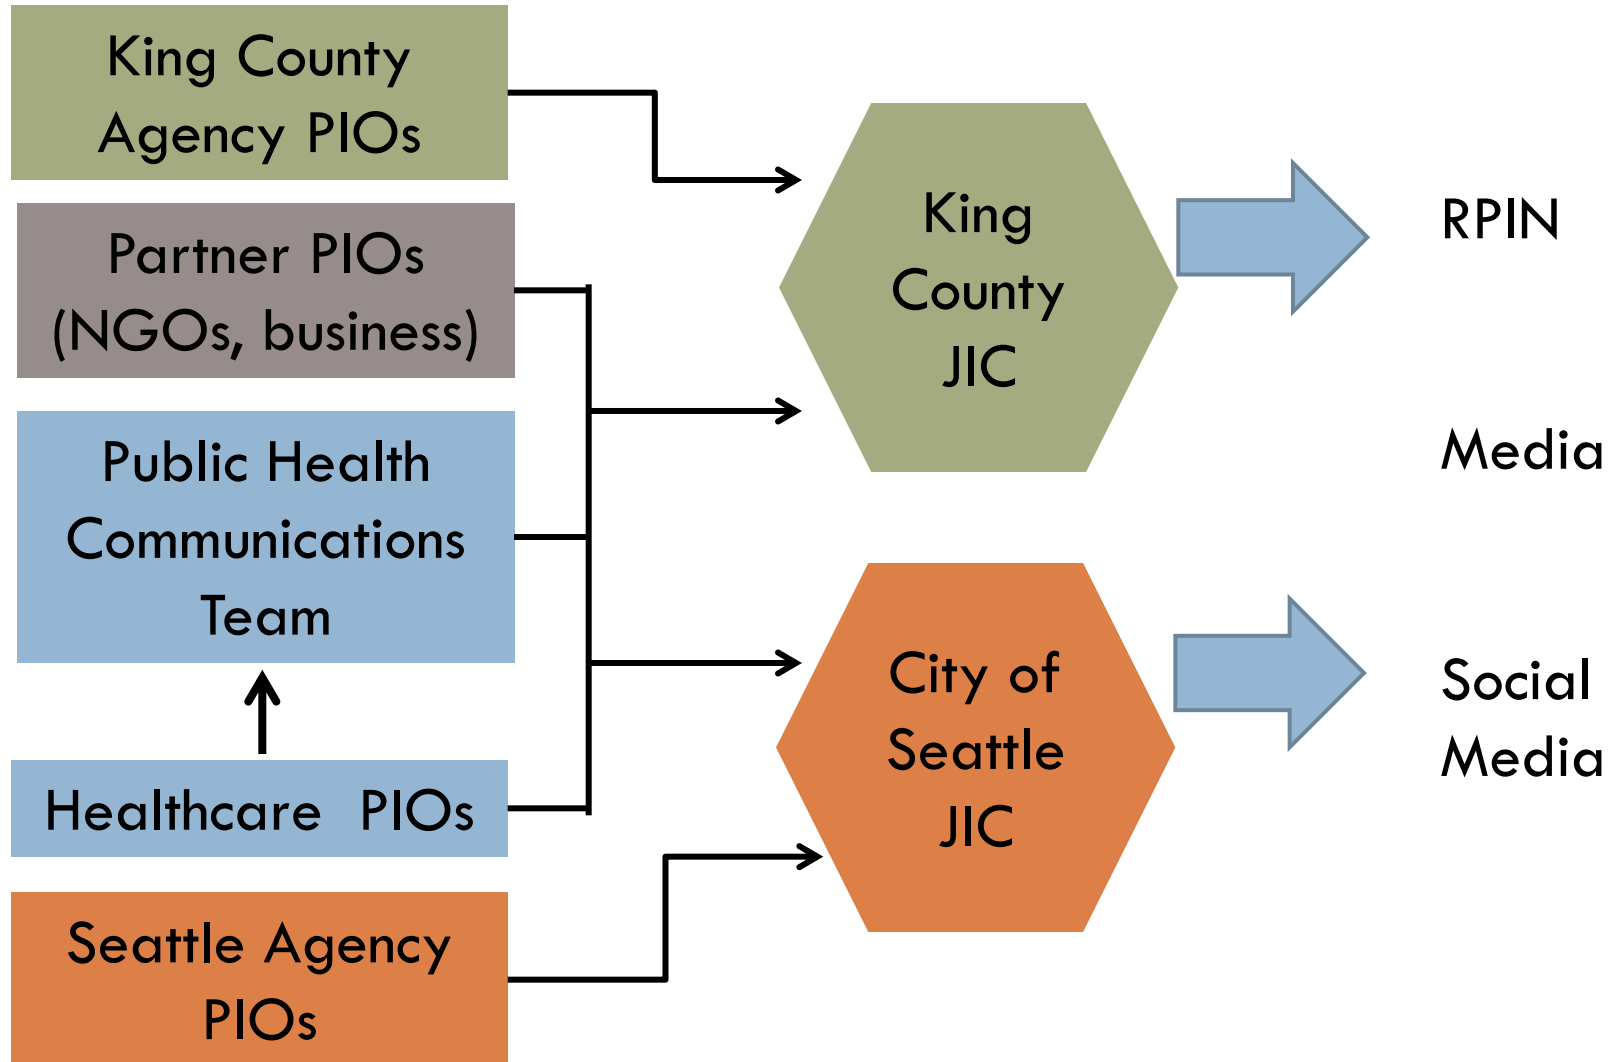 King County
Agency PIOs
Partner PIOs
(NGOs, business)
Public Health
Communications
Team
Healthcare PIOs
Seattle Agency
PIOs
King
County
JIC
City of
Seattle
JIC
RPIN
Media
Social
Media